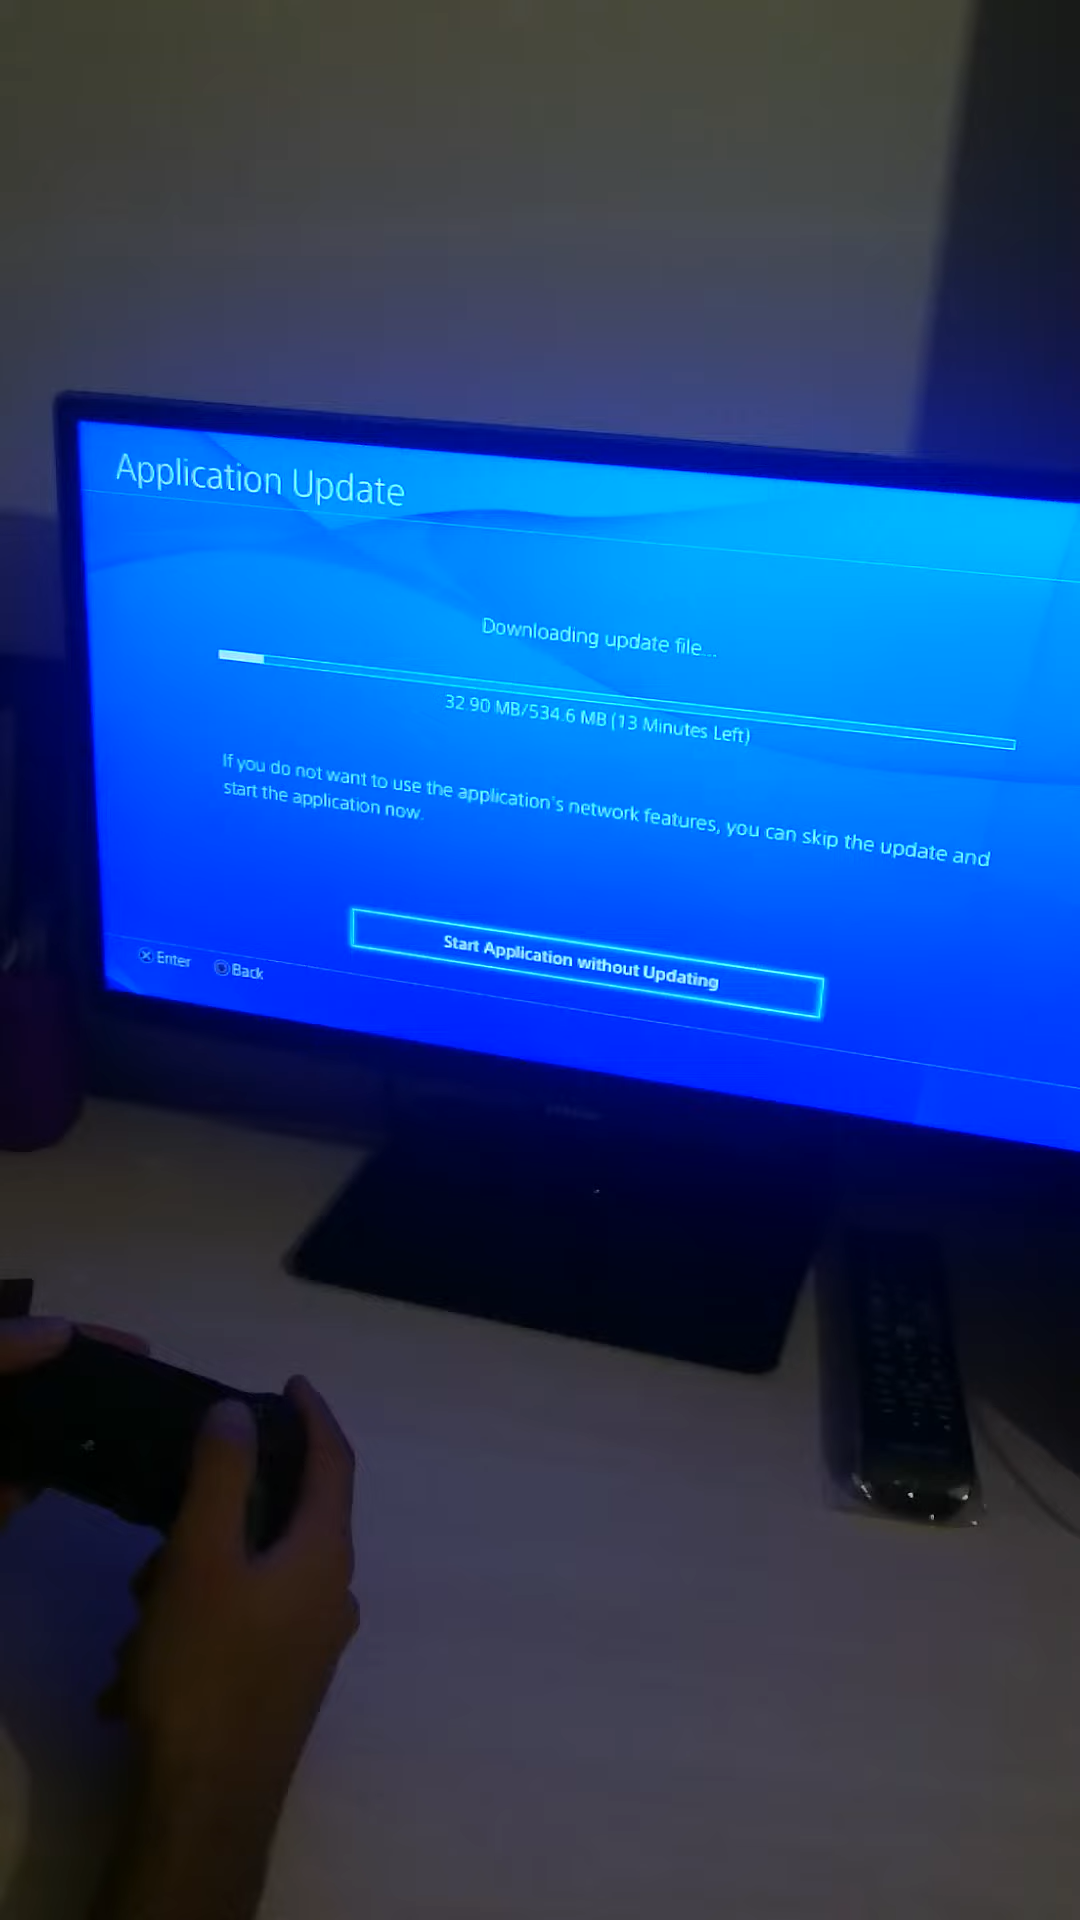 Application Update
Downloading update file...
32.90 MB/534.6 MB (13 Minutes Left)
If you do not want to use the application's network features, you can skip the update and
start the application now.
Start Application without Updating
Enter
Back